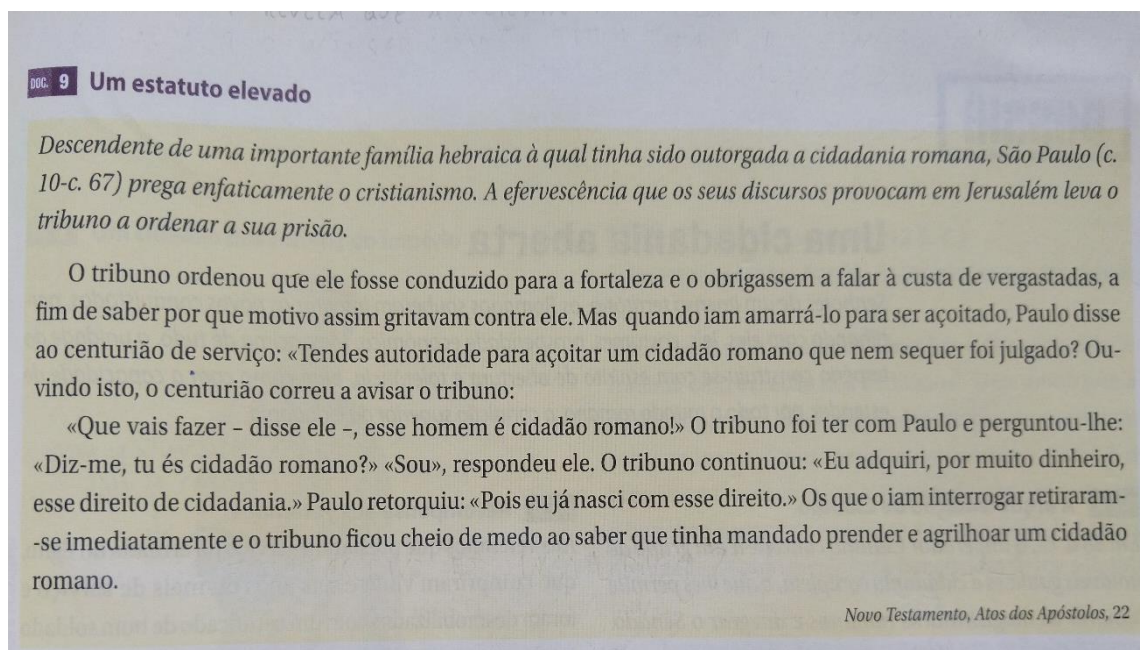 DOC. 9 Um estatuto elevado
Descendente de uma importante família hebraica à qual tinha sido outorgada a cidadania romana, São Paulo (c.
10-c. 67) prega enfaticamente o cristianismo. A efervescência que os seus discursos provocam em Jerusalém leva o
tribuno a ordenar a sua prisão.
O tribuno ordenou que ele fosse conduzido para a fortaleza e o obrigassem a falar à custa de vergastadas, a
fim de saber por que motivo assim gritavam contra ele. Mas quando iam amarrá-lo para ser açoitado, Paulo disse
ao centurião de serviço: «Tendes autoridade para açoitar um cidadão romano que nem sequer foi julgado? Ou-
vindo isto, o centurião correu a avisar o tribuno:
«Que vais fazer – disse ele –, esse homem é cidadão romano!» O tribuno foi ter com Paulo e perguntou-lhe:
«Diz-me, tu és cidadão romano?» «Sou», respondeu ele. O tribuno continuou: «Eu adquiri, por muito dinheiro,
esse direito de cidadania.» Paulo retorquiu: «Pois eu já nasci com esse direito.» Os que o iam interrogar retiraram-
-se imediatamente e o tribuno ficou cheio de medo ao saber que tinha mandado prender e agrilhoar um cidadão
romano.
Novo Testamento, Atos dos Apóstolos, 22